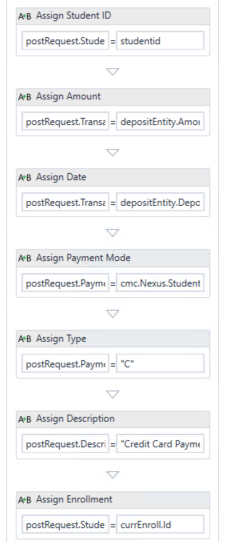 A+B Assign Student ID
postRequest.Stude = studentid
A+B Assign Amount
postRequest.Transa = depositEntity.Amou
A+B Assign Date
postRequest.Transa = depositEntity.Depo
A+B Assign Payment Mode
postRequest.Payme = cmc.Nexus.Student
A+B Assign Type
postRequest.Payme = "C"
A+B Assign Description
postRequest.Descri = "Credit Card Payme
A+B Assign Enrollment
postRequest.Stude = currEnroll.Id